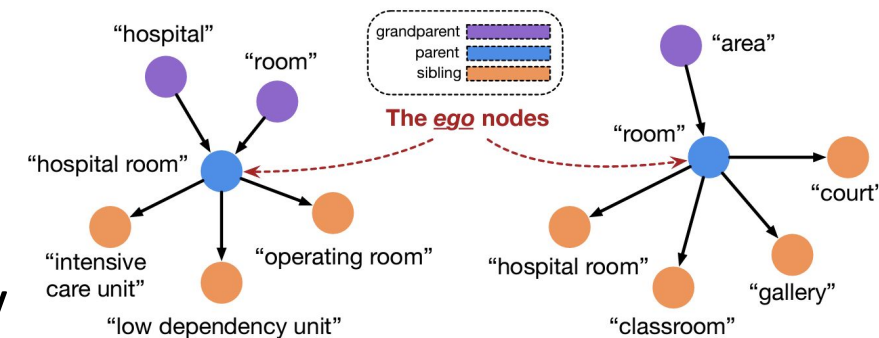 “hospital”
“room”
“hospital room”
“intensive
care unit”
“low dependency unit”
“operating room”
grandparent
parent
sibling
The ego nodes
“area”
“room”
“court’
“hospital room”
“classroom”
“gallery”